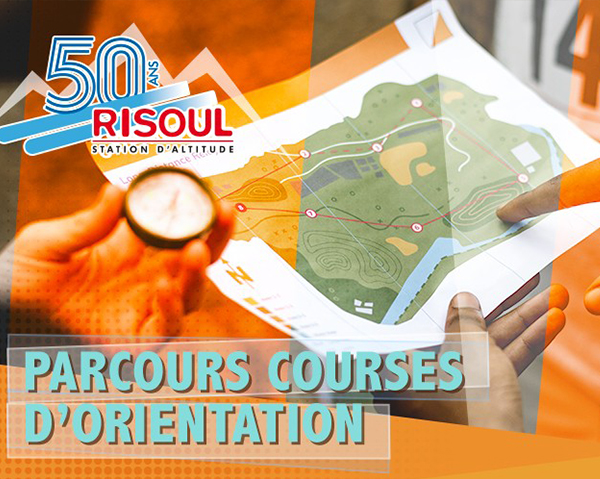 50 ANS
RISOUL
STATION D'ALTITUDE
PARCOURS COURSES
D'ORIENTATION